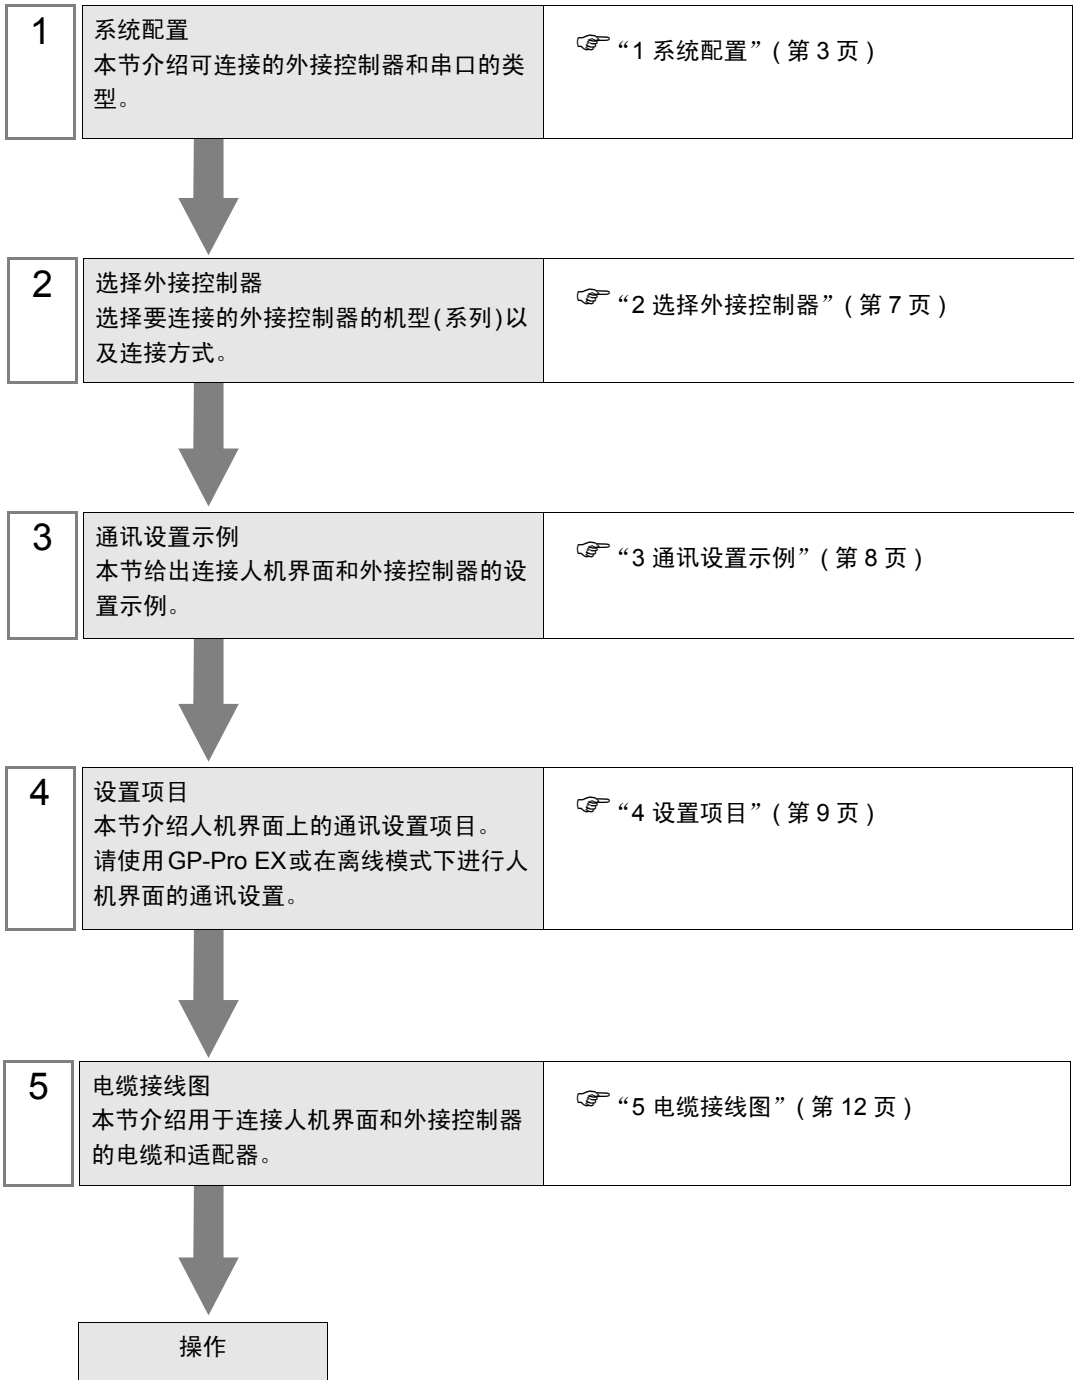 1
系统配置
本节介绍可连接的外接控制器和串口的类
型。
☞“1 系统配置” ( 第 3 页 )
2
选择外接控制器
选择要连接的外接控制器的机型(系列)以
及连接方式。
☞“2 选择外接控制器” ( 第 7 页 )
3
通讯设置示例
本节给出连接人机界面和外接控制器的设
置示例。
☞“3 通讯设置示例” ( 第 8 页 )
4
设置项目
本节介绍人机界面上的通讯设置项目。
请使用GP-Pro EX或在离线模式下进行人
机界面的通讯设置。
☞“4 设置项目” ( 第 9 页 )
5
电缆接线图
本节介绍用于连接人机界面和外接控制器
的电缆和适配器。
☞“5 电缆接线图” ( 第 12 页 )
操作